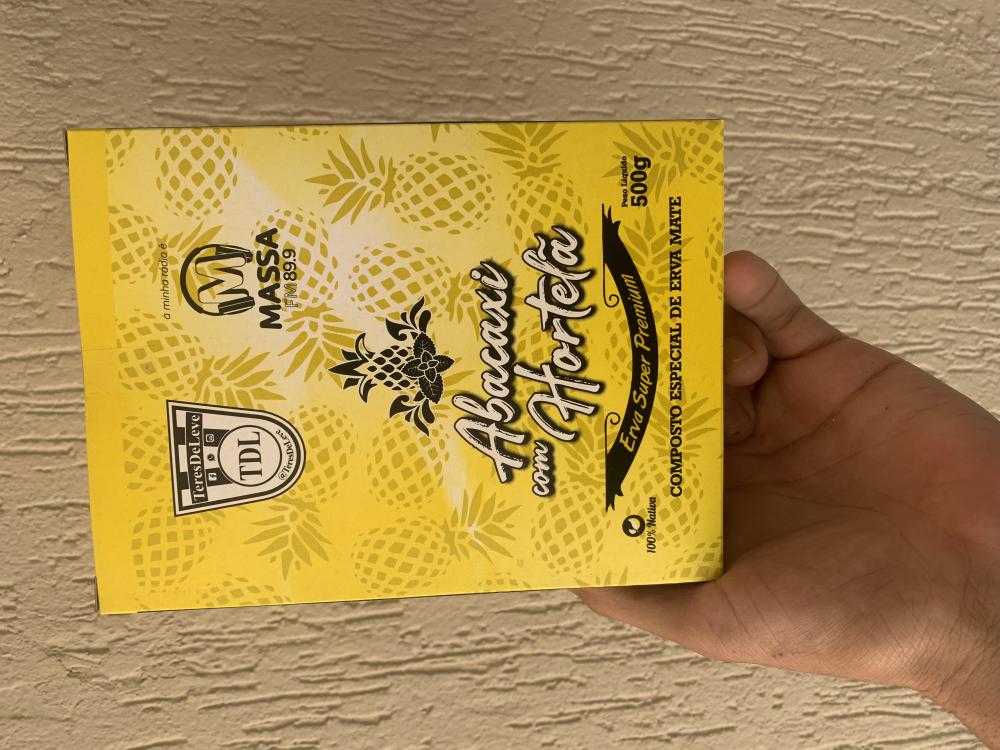 TeresDeLeve
TDL
@TeresDeLeve
a minha rádio é
M
MASSA
FM 89.9
Abacaxi
com Hortelã
Erva Super Premium
100% Nativa
Peso Líquido
500g
COMPOSTO ESPECIAL DE ERVA MATE